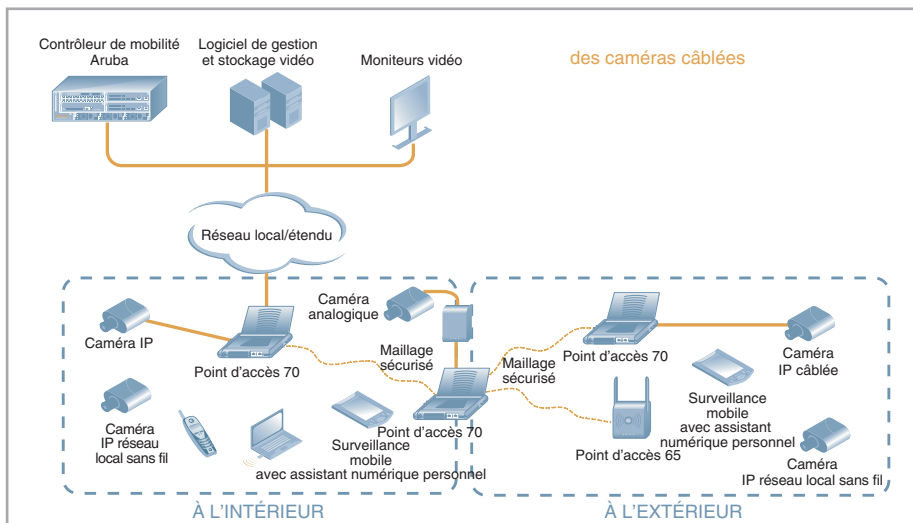 Contrôleur de mobilité
Aruba
Logiciel de gestion
et stockage vidéo
Moniteurs vidéo
des caméras câblées
Réseau local/étendu
Caméra IP
Point d'accès 70
Caméra
analogique
Maillage
sécurisé
Caméra
IP réseau
local sans fil
Surveillance
mobile
avec assistant numérique personnel
Point d'accès 70
À L'INTÉRIEUR
Maillage
sécurisé
Point d'accès 70
Caméra
IP câblée
Surveillance
mobile
avec assistant
numérique personnel
Point d'accès 65
Caméra
IP réseau local sans fil
À L'EXTÉRIEUR